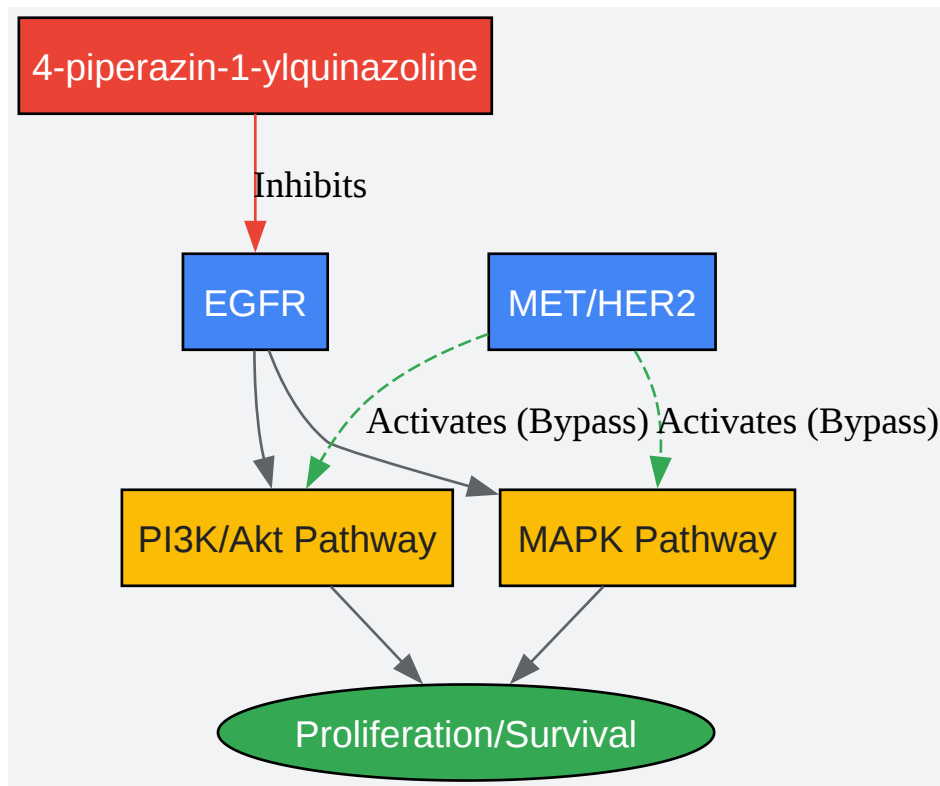 4-piperazin-1-ylquinazoline
Inhibits
EGFR
MET/HER2
Activates (Bypass)
Activates (Bypass)
PI3K/Akt Pathway
MAPK Pathway
Proliferation/Survival